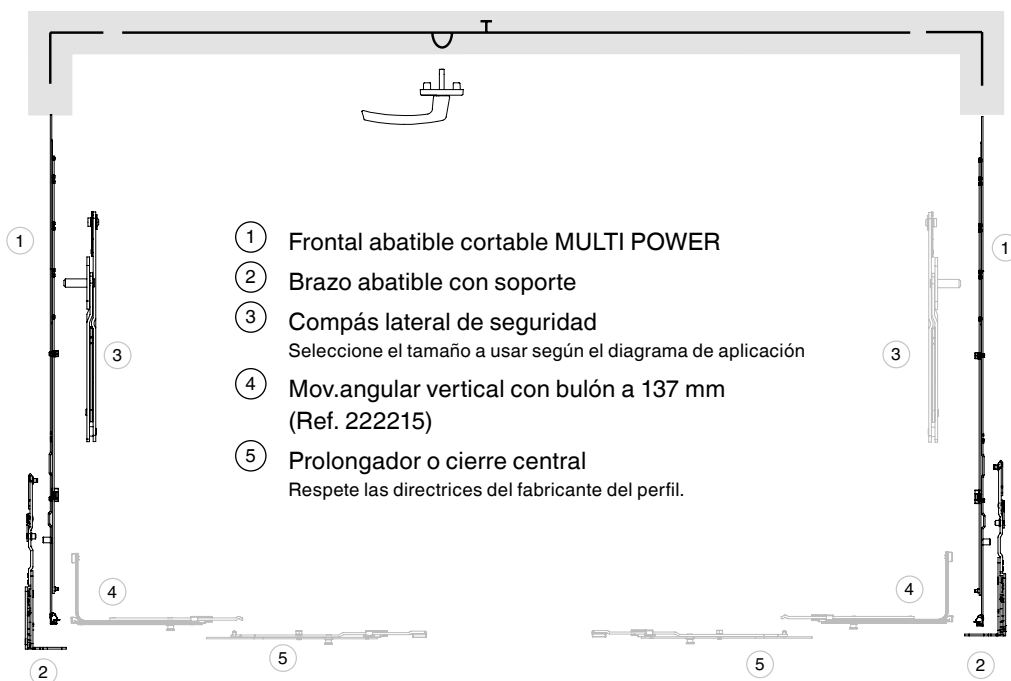 1 Frontal abatible cortable MULTI POWER
2 Brazo abatible con soporte
3 Compás lateral de seguridad
Seleccione el tamaño a usar según el diagrama de aplicación
4 Mov.angular vertical con bulón a 137 mm
(Ref. 222215)
5 Prolongador o cierre central
Respete las directrices del fabricante del perfil.
1
1
3
3
4
4
5
5
2
2